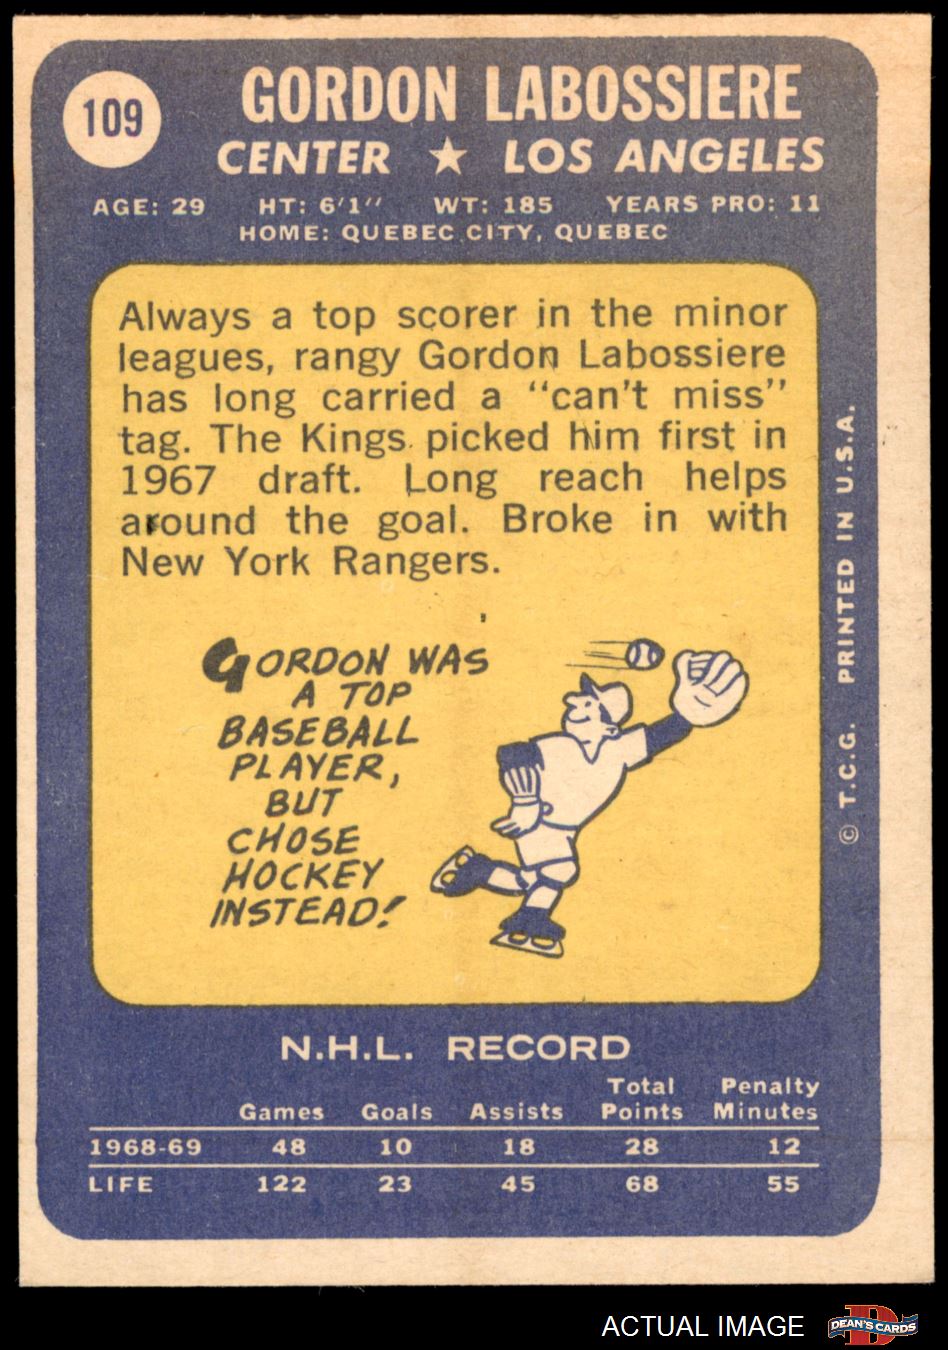 109
GORDON LABOSSIERE
CENTER ★ LOS ANGELES
AGE: 29 HT: 6'1'' WT: 185 YEARS PRO: 11
HOME: QUEBEC CITY, QUEBEC
Always a top scorer in the minor
leagues, rangy Gordon Labossiere
has long carried a "can't miss"
tag. The Kings picked him first in
1967 draft. Long reach helps
around the goal. Broke in with
New York Rangers.
GORDON WAS
A TOP
BASEBALL
PLAYER,
BUT
CHOSE
HOCKEY
INSTEAD!
© T.C.G. PRINTED IN U.S.A.
N.H.L. RECORD
Games Goals Assists Total Points Penalty Minutes
1968-69 48 10 18 28 12
LIFE 122 23 45 68 55
ACTUAL IMAGE
D
DEAN'S CARDS